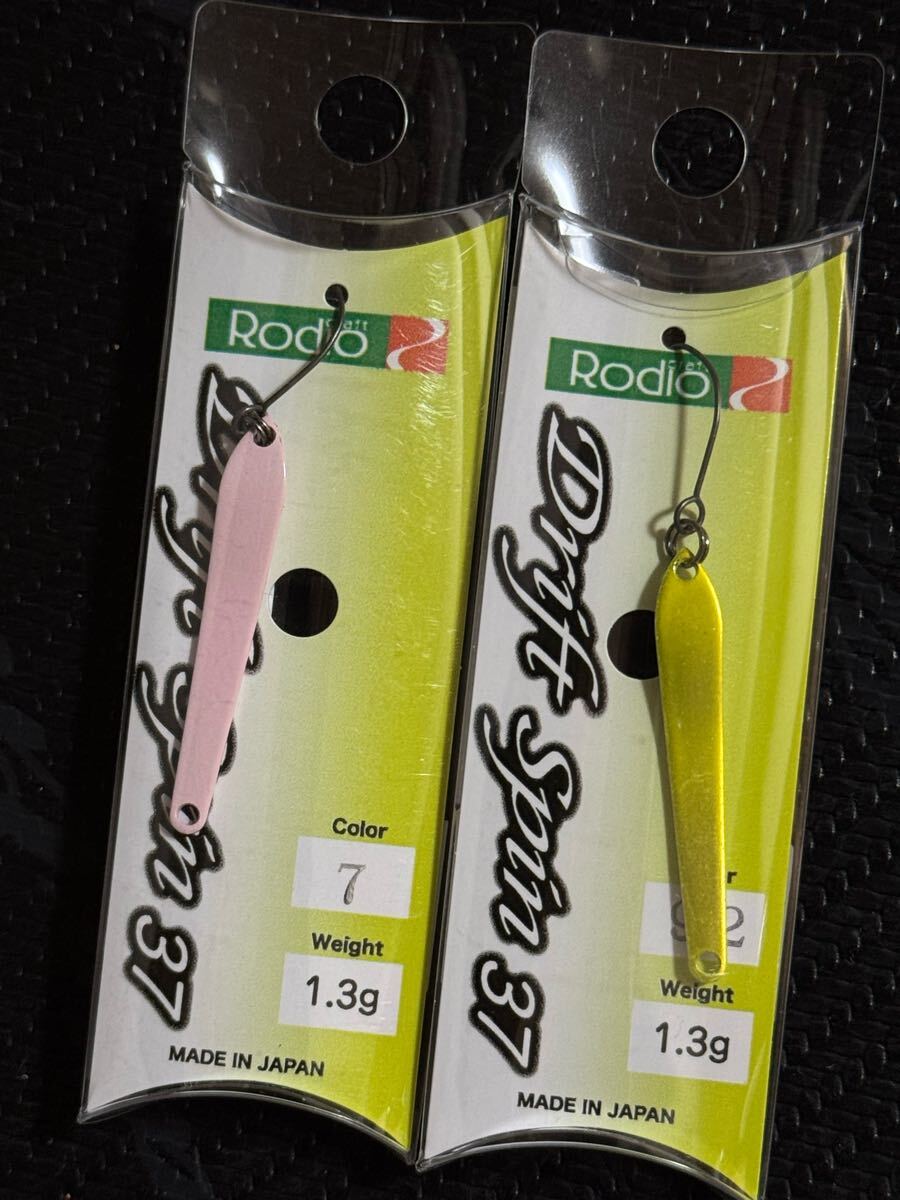 Rodio craft
Drift Spin 37
Color
7
Weight
1.3g
MADE IN JAPAN
Rodio craft
Drift Spin 37
Weight
1.3g
MADE IN JAPAN